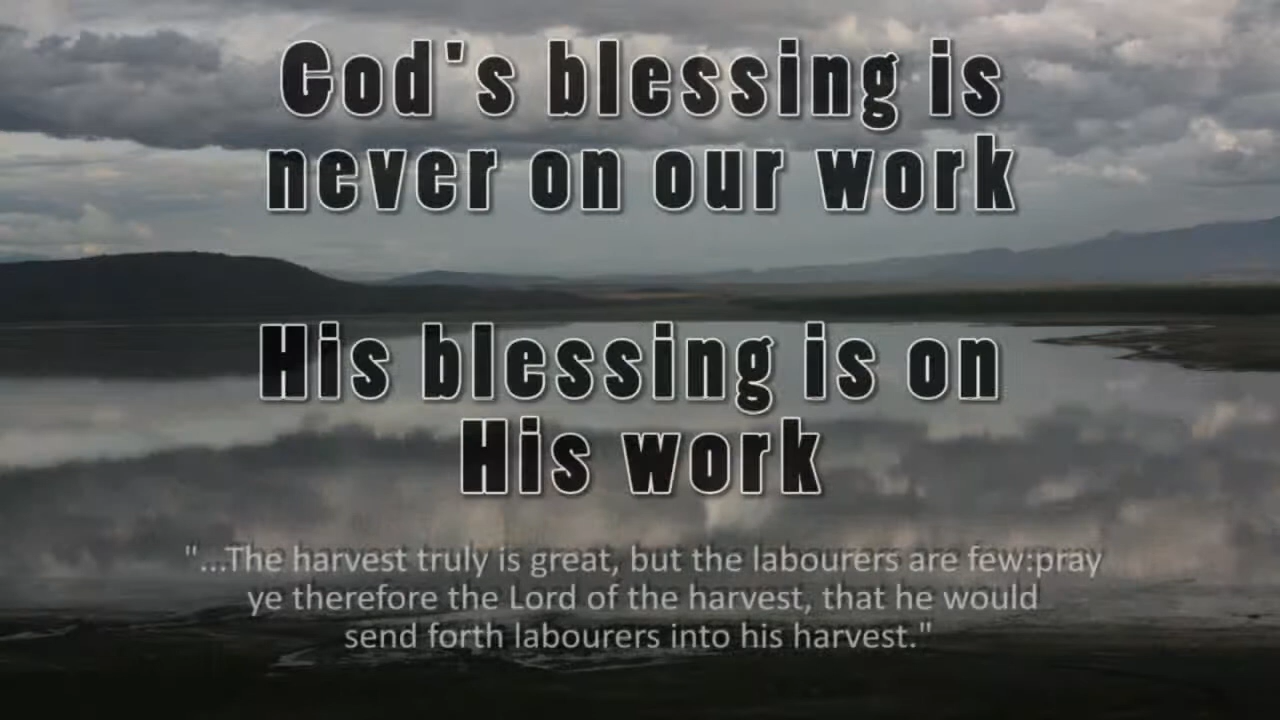 God's blessing is
never on our work
His blessing is on
His work
"...The harvest truly is great, but the labourers are few:pray
ye therefore the Lord of the harvest, that he would
send forth labourers into his harvest."